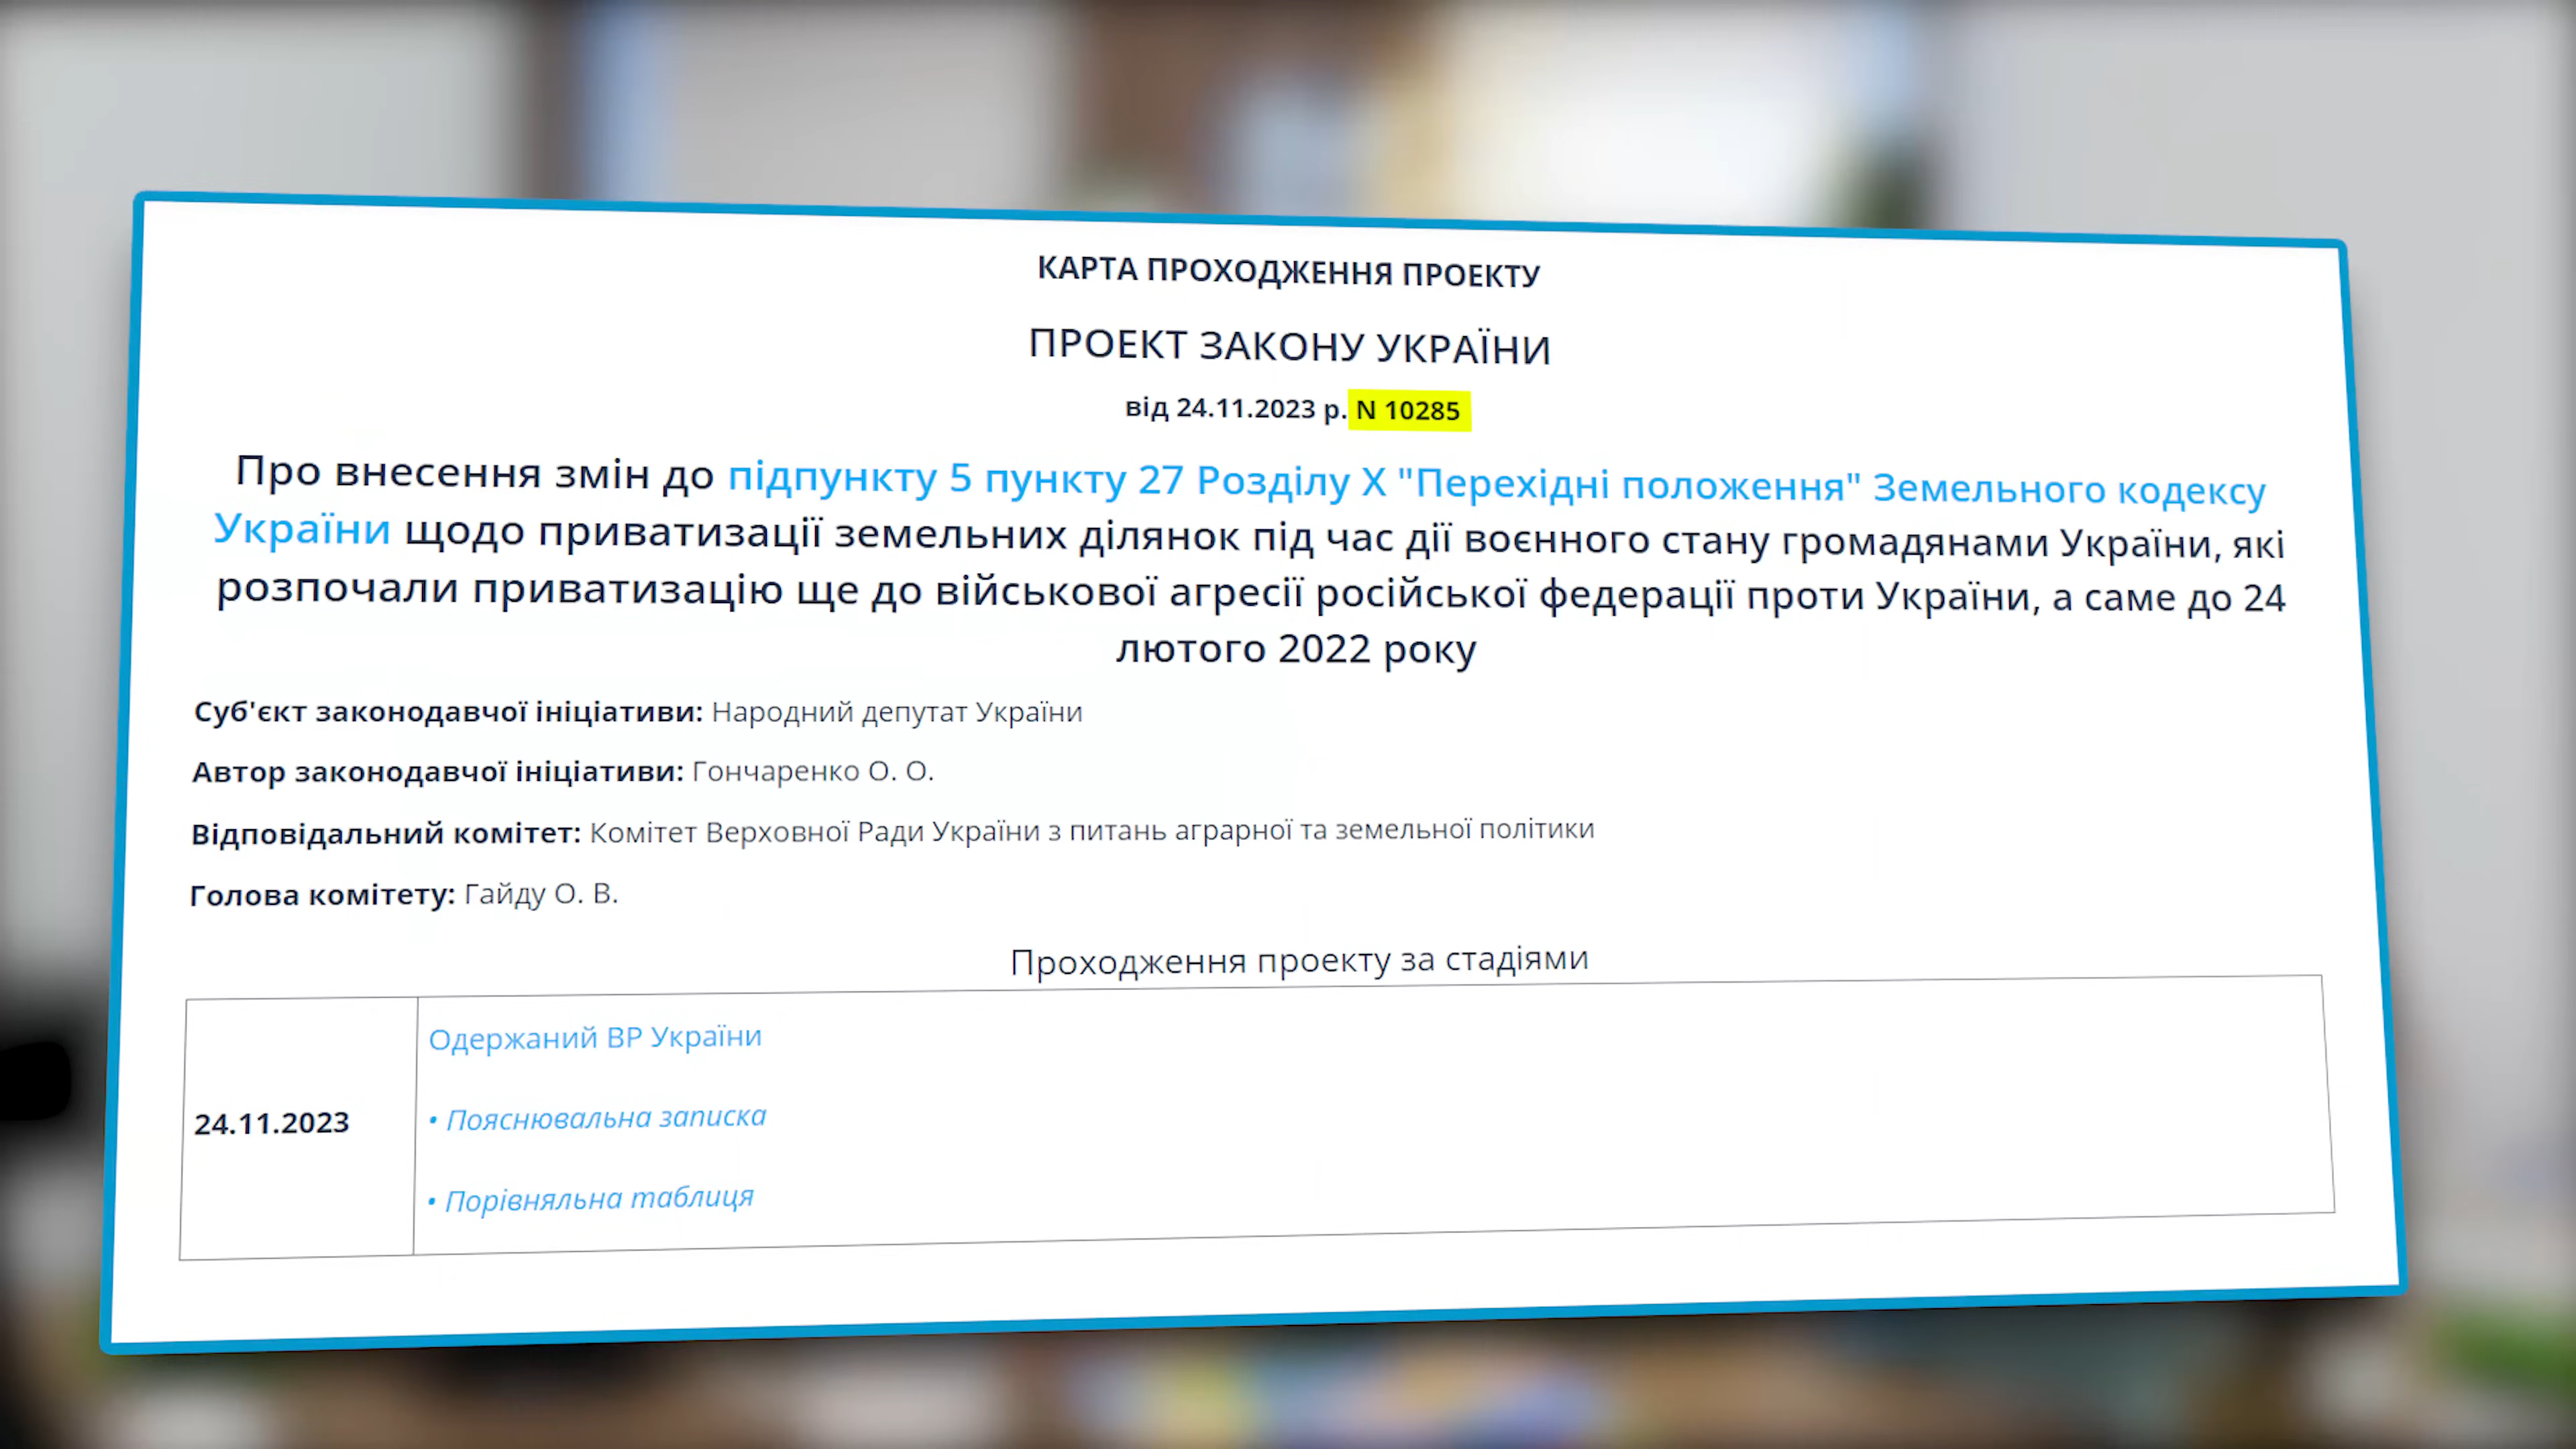 КАРТА ПРОХОДЖЕННЯ ПРОЕКТУ
ПРОЕКТ ЗАКОНУ УКРАЇНИ
від 24.11.2023 р. N 10285
Про внесення змін до підпункту 5 пункту 27 Розділу X "Перехідні положення" Земельного кодексу
України щодо приватизації земельних ділянок під час дії воєнного стану громадянами України, які
розпочали приватизацію ще до військової агресії російської федерації проти України, а саме до 24
лютого 2022 року
Суб'єкт законодавчої ініціативи: Народний депутат України
Автор законодавчої ініціативи: Гончаренко О. О.
Відповідальний комітет: Комітет Верховної Ради України з питань аграрної та земельної політики
Голова комітету: Гайду О. В.
Проходження проекту за стадіями
Одержаний ВР України
24.11.2023
• Пояснювальна записка
• Порівняльна таблиця